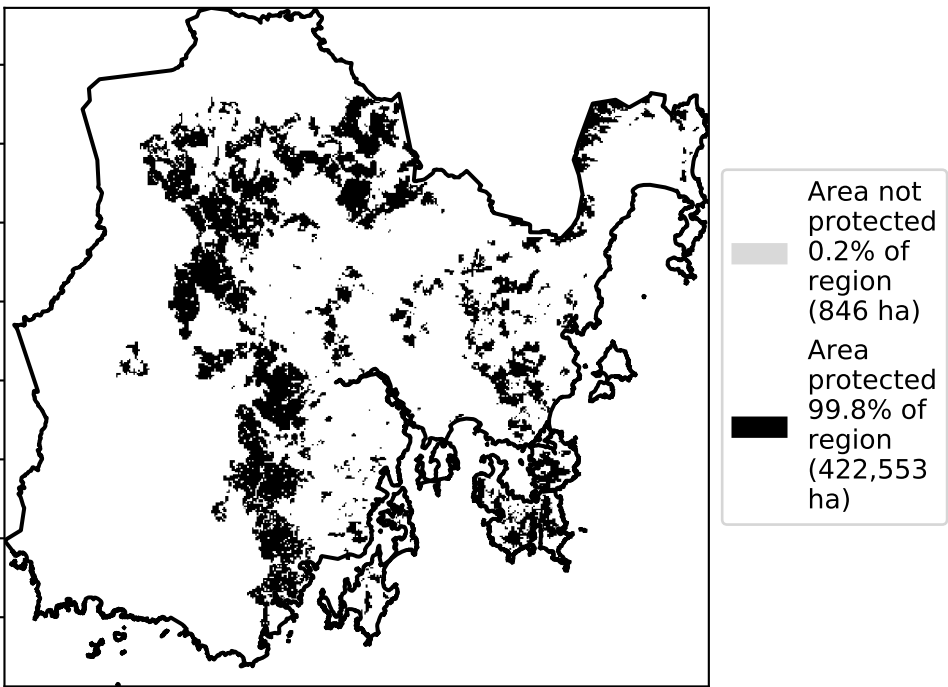 Area not
protected
0.2% of
region
(846 ha)
Area
protected
99.8% of
region
(422,553
ha)